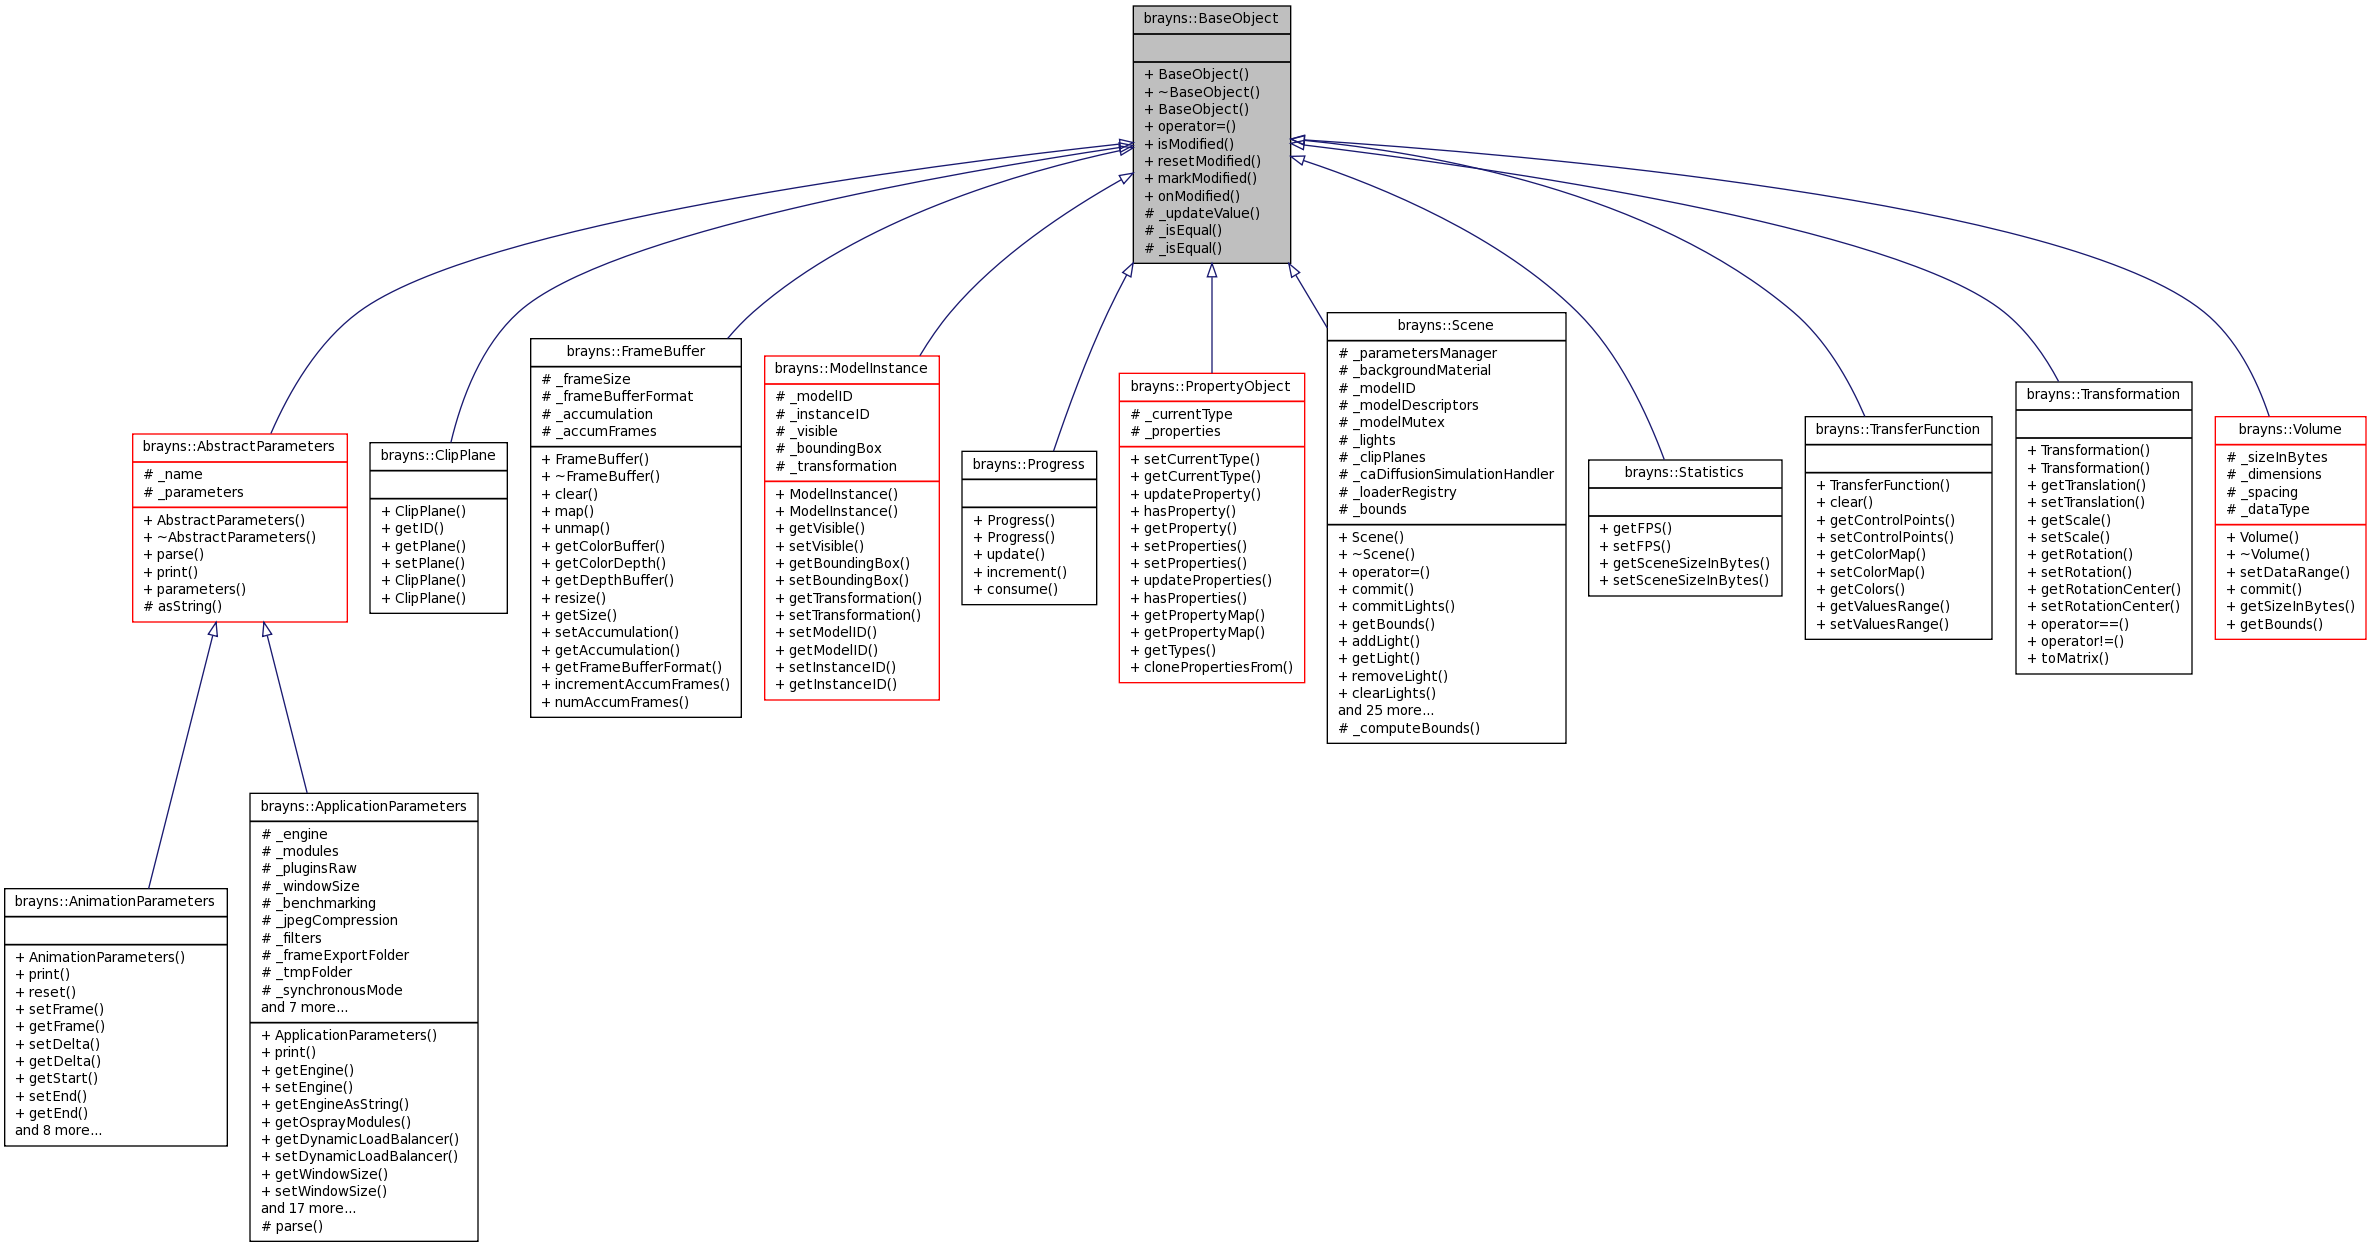 brayns::BaseObject
+ BaseObject()
+ ~BaseObject()
+ BaseObject()
+ operator=()
+ isModified()
+ resetModified()
+ markModified()
+ onModified()
# _updateValue()
# _isEqual()
# _isEqual()
brayns::AbstractParameters
# _name
# _parameters
+ AbstractParameters()
+ ~AbstractParameters()
+ parse()
+ print()
+ parameters()
# asString()
brayns::ClipPlane
+ ClipPlane()
+ getID()
+ getPlane()
+ setPlane()
+ ClipPlane()
+ ClipPlane()
brayns::FrameBuffer
# _frameSize
# _frameBufferFormat
# _accumulation
# _accumFrames
+ FrameBuffer()
+ ~FrameBuffer()
+ clear()
+ map()
+ unmap()
+ getColorBuffer()
+ getColorDepth()
+ getDepthBuffer()
+ resize()
+ getSize()
+ setAccumulation()
+ getAccumulation()
+ getFrameBufferFormat()
+ incrementAccumFrames()
+ numAccumFrames()
brayns::ModelInstance
# _modelID
# _instanceID
# _visible
# _boundingBox
# _transformation
+ ModelInstance()
+ ModelInstance()
+ getVisible()
+ setVisible()
+ getBoundingBox()
+ setBoundingBox()
+ getTransformation()
+ setTransformation()
+ setModelID()
+ getModelID()
+ setInstanceID()
+ getInstanceID()
brayns::Progress
+ Progress()
+ Progress()
+ update()
+ increment()
+ consume()
brayns::PropertyObject
# _currentType
# _properties
+ setCurrentType()
+ getCurrentType()
+ updateProperty()
+ hasProperty()
+ getProperty()
+ setProperties()
+ setProperties()
+ updateProperties()
+ hasProperties()
+ getPropertyMap()
+ getPropertyMap()
+ getTypes()
+ clonePropertiesFrom()
brayns::Scene
# _parametersManager
# _backgroundMaterial
# _modelID
# _modelDescriptors
# _modelMutex
# _lights
# _clipPlanes
# _caDiffusionSimulationHandler
# _loaderRegistry
# _bounds
+ Scene()
+ ~Scene()
+ operator=()
+ commit()
+ commitLights()
+ getBounds()
+ addLight()
+ getLight()
+ removeLight()
+ clearLights()
and 25 more...
# _computeBounds()
brayns::Statistics
+ getFPS()
+ setFPS()
+ getSceneSizeInBytes()
+ setSceneSizeInBytes()
brayns::TransferFunction
+ TransferFunction()
+ clear()
+ getControlPoints()
+ setControlPoints()
+ getColorMap()
+ setColorMap()
+ getColors()
+ getValuesRange()
+ setValuesRange()
brayns::Transformation
+ Transformation()
+ Transformation()
+ getTranslation()
+ setTranslation()
+ getScale()
+ setScale()
+ getRotation()
+ setRotation()
+ getRotationCenter()
+ setRotationCenter()
+ operator==()
+ operator!=()
+ toMatrix()
brayns::Volume
# _sizeInBytes
# _dimensions
# _spacing
# _dataType
+ Volume()
+ ~Volume()
+ setDataRange()
+ commit()
+ getSizeInBytes()
+ getBounds()
brayns::AnimationParameters
+ AnimationParameters()
+ print()
+ reset()
+ setFrame()
+ getFrame()
+ setDelta()
+ getDelta()
+ getStart()
+ setEnd()
+ getEnd()
and 8 more...
brayns::ApplicationParameters
# _engine
# _modules
# _pluginsRaw
# _windowSize
# _benchmarking
# _jpegCompression
# _filters
# _frameExportFolder
# _tmpFolder
# _synchronousMode
and 7 more...
+ ApplicationParameters()
+ print()
+ getEngine()
+ setEngine()
+ getEngineAsString()
+ getOsprayModules()
+ getDynamicLoadBalancer()
+ setDynamicLoadBalancer()
+ getWindowSize()
+ setWindowSize()
and 17 more...
# parse()